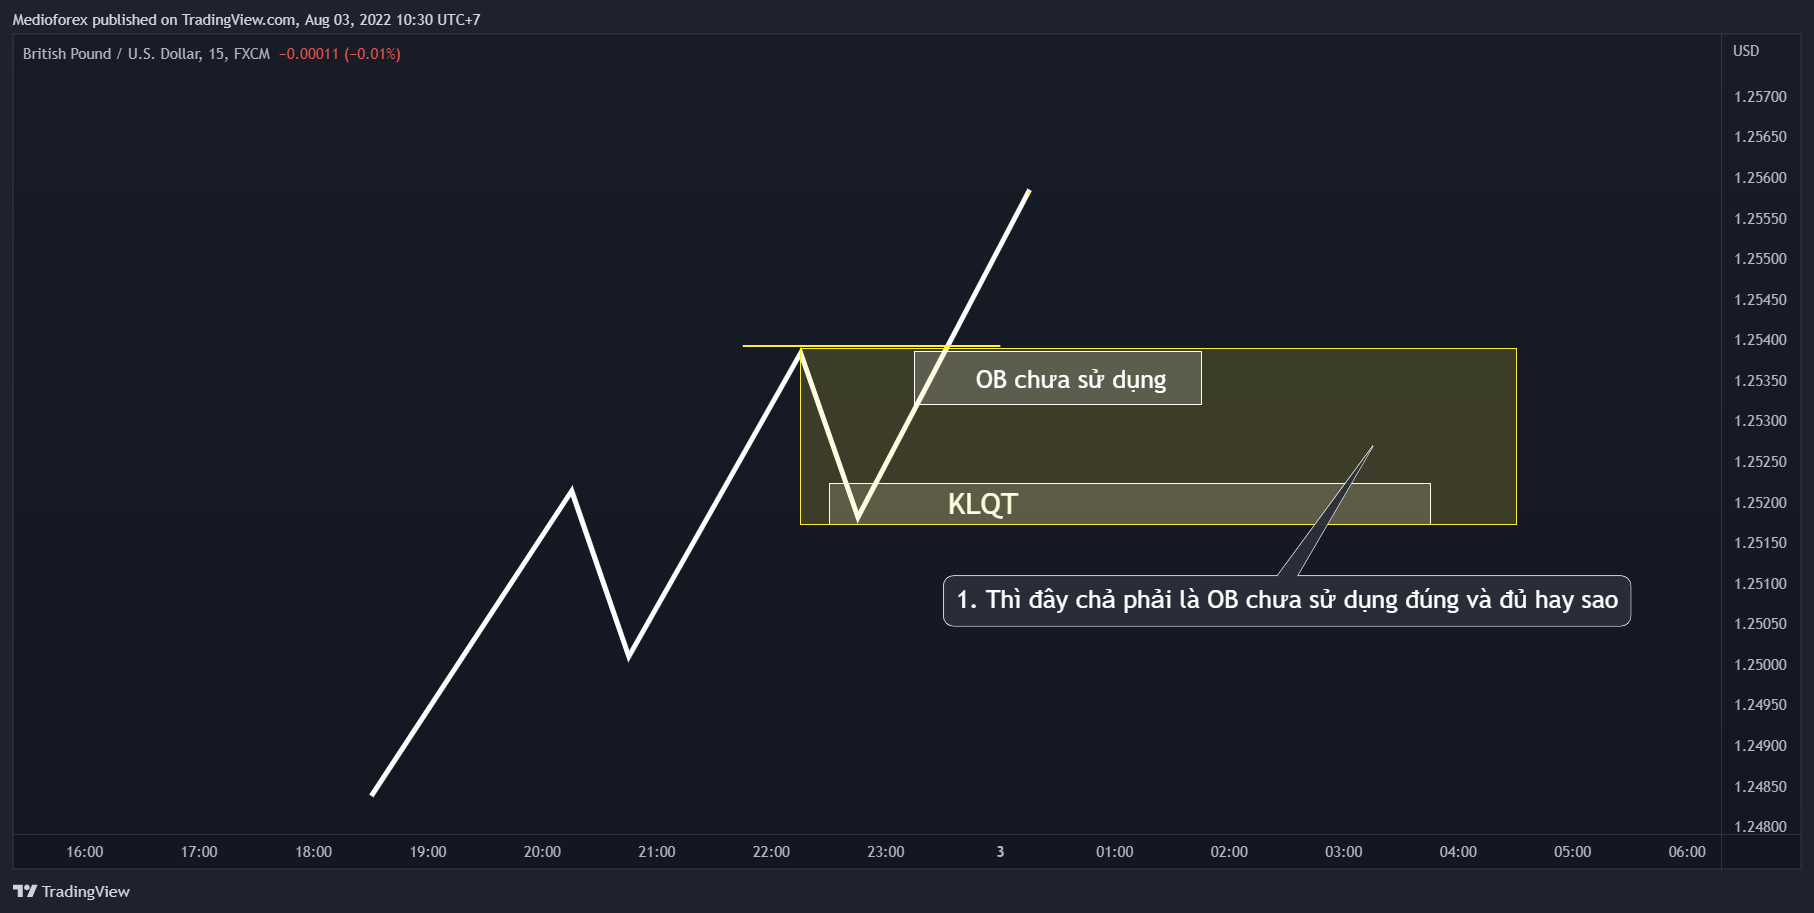 Medioforex published on TradingView.com, Aug 03, 2022 10:30 UTC+7
British Pound / U.S. Dollar, 15, FXCM −0.00011 (−0.01%)
USD
1.25700
1.25650
1.25600
1.25550
1.25500
1.25450
1.25400
1.25350
1.25300
1.25250
1.25200
1.25150
1.25100
1.25050
1.25000
1.24950
1.24900
1.24850
1.24800
OB chưa sử dụng
KLQT
1. Thì đây chả phải là OB chưa sử dụng đúng và đủ hay sao
16:00 17:00 18:00 19:00 20:00 21:00 22:00 23:00 3 01:00 02:00 03:00 04:00 05:00 06:00
TradingView